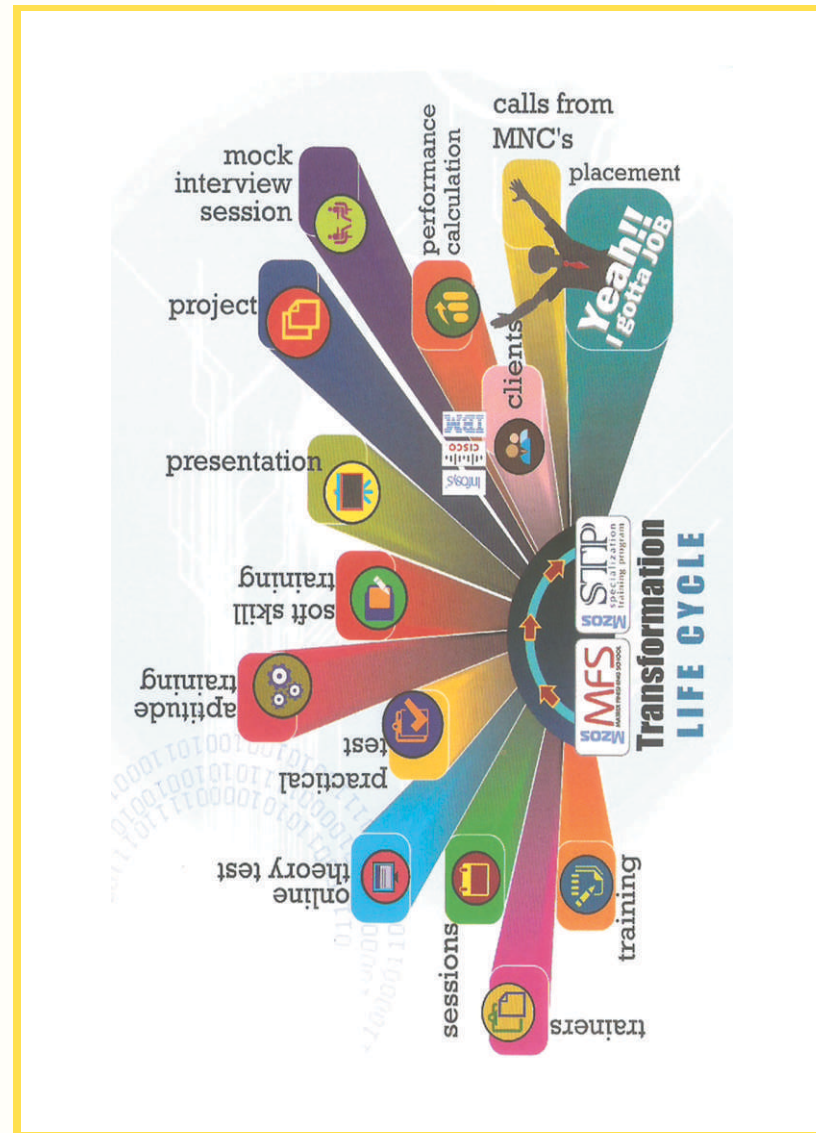 training
trainers
sessions
online
theory test
practical
test
aptitude
training
soft skill
training
presentation
project
mock
interview
session
performance
calculation
clients
Infosys
CISCO
IBM
calls from
MNC's
placement
Yeah!!
I gotta JOB
MZOS
MFS
MATRIX FINISHING SCHOOL
MZOS
STP
specialization
training program
Transformation
LIFE CYCLE